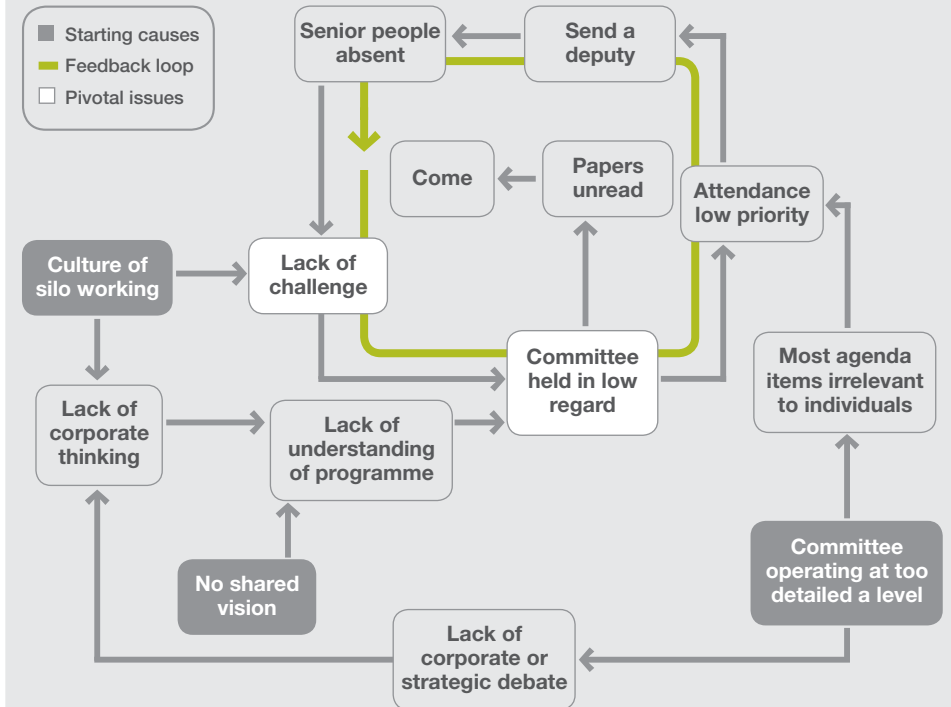 Starting causes
Feedback loop
Pivotal issues
Senior people
absent
Send a
deputy
Come
Papers
unread
Attendance
low priority
Culture of
silo working
Lack of
challenge
Committee
held in low
regard
Most agenda
items irrelevant
to individuals
Lack of
corporate
thinking
Lack of
understanding
of programme
No shared
vision
Committee
operating at too
detailed a level
Lack of
corporate or
strategic debate